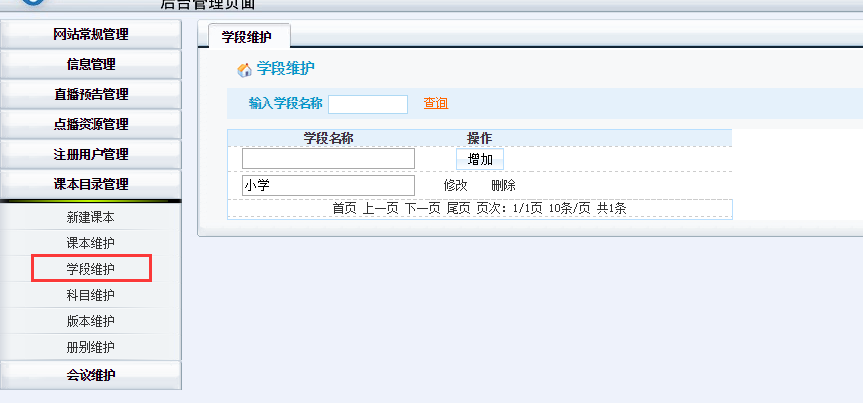 后台管理页面
网站常规管理
信息管理
直播预告管理
点播资源管理
注册用户管理
课本目录管理
新建课本
课本维护
学段维护
科目维护
版本维护
册别维护
会议维护
学段维护
学段维护
输入学段名称 查询
学段名称 操作
增加
小学 修改 删除
首页 上一页 下一页 尾页 页次：1/1页 10条/页 共1条